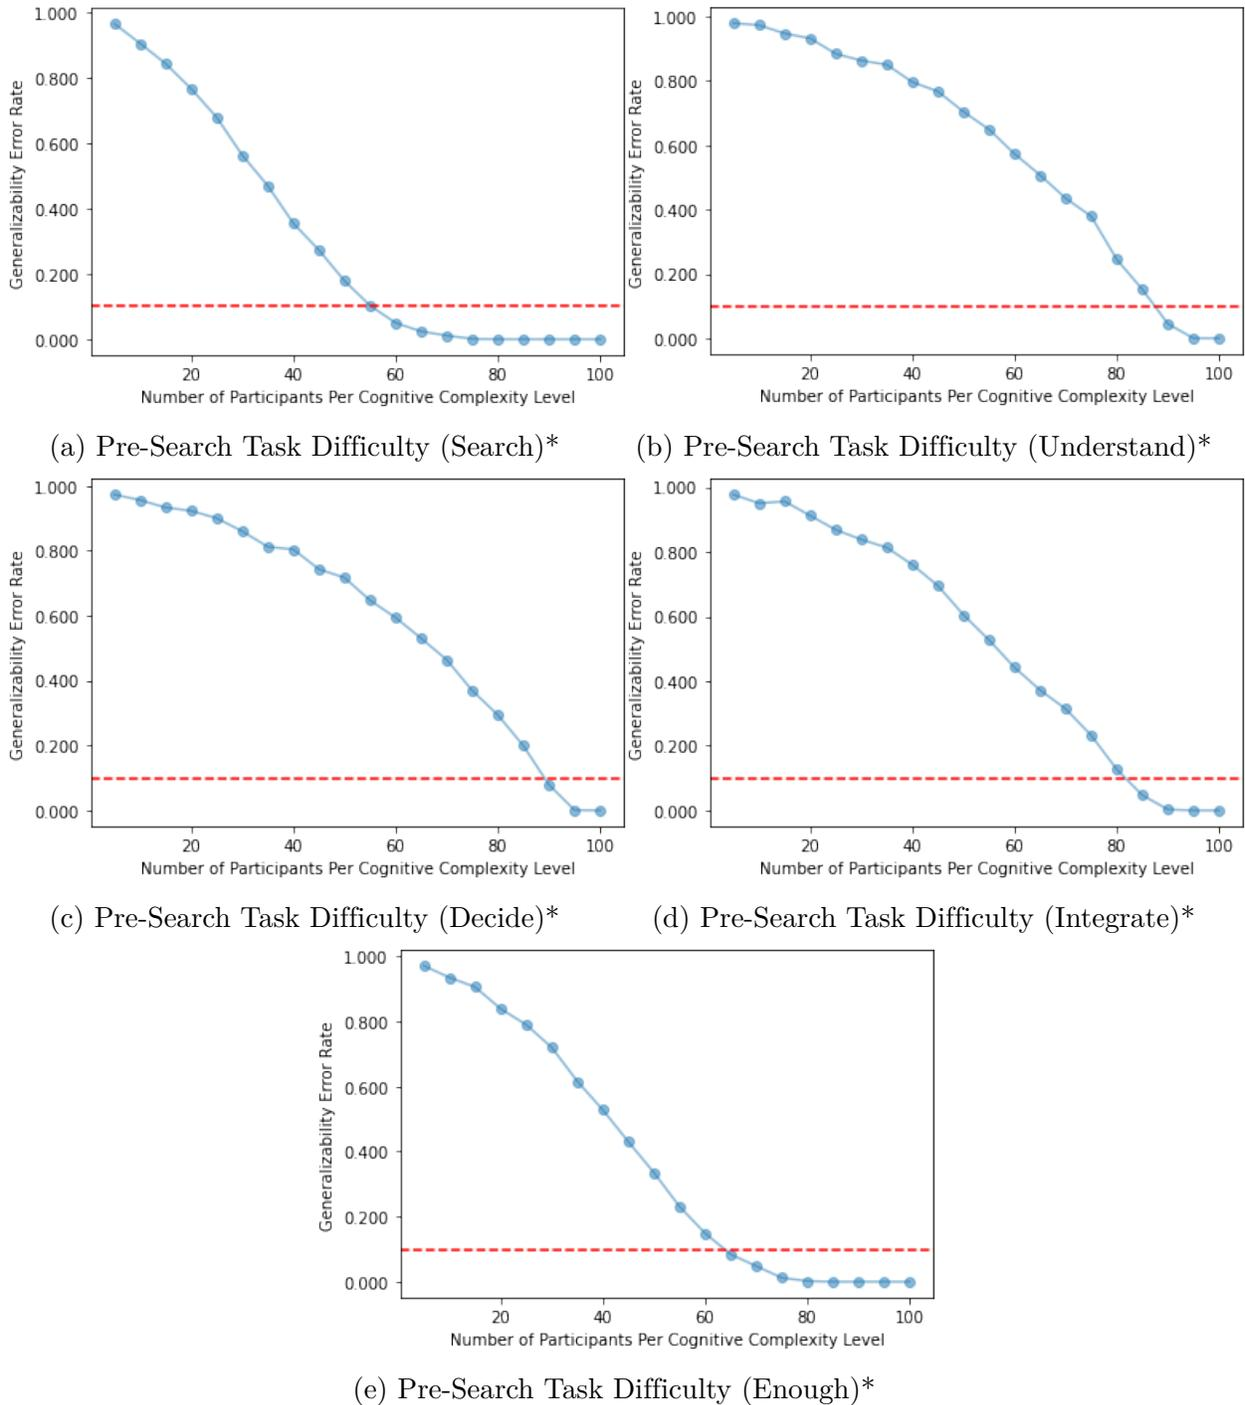 1.000
0.800
0.600
0.400
0.200
0.000
Generalizability Error Rate
20 40 60 80 100
Number of Participants Per Cognitive Complexity Level
(a) Pre-Search Task Difficulty (Search)*
1.000
0.800
0.600
0.400
0.200
0.000
Generalizability Error Rate
20 40 60 80 100
Number of Participants Per Cognitive Complexity Level
(b) Pre-Search Task Difficulty (Understand)*
1.000
0.800
0.600
0.400
0.200
0.000
Generalizability Error Rate
20 40 60 80 100
Number of Participants Per Cognitive Complexity Level
(c) Pre-Search Task Difficulty (Decide)*
1.000
0.800
0.600
0.400
0.200
0.000
Generalizability Error Rate
20 40 60 80 100
Number of Participants Per Cognitive Complexity Level
(d) Pre-Search Task Difficulty (Integrate)*
1.000
0.800
0.600
0.400
0.200
0.000
Generalizability Error Rate
20 40 60 80 100
Number of Participants Per Cognitive Complexity Level
(e) Pre-Search Task Difficulty (Enough)*